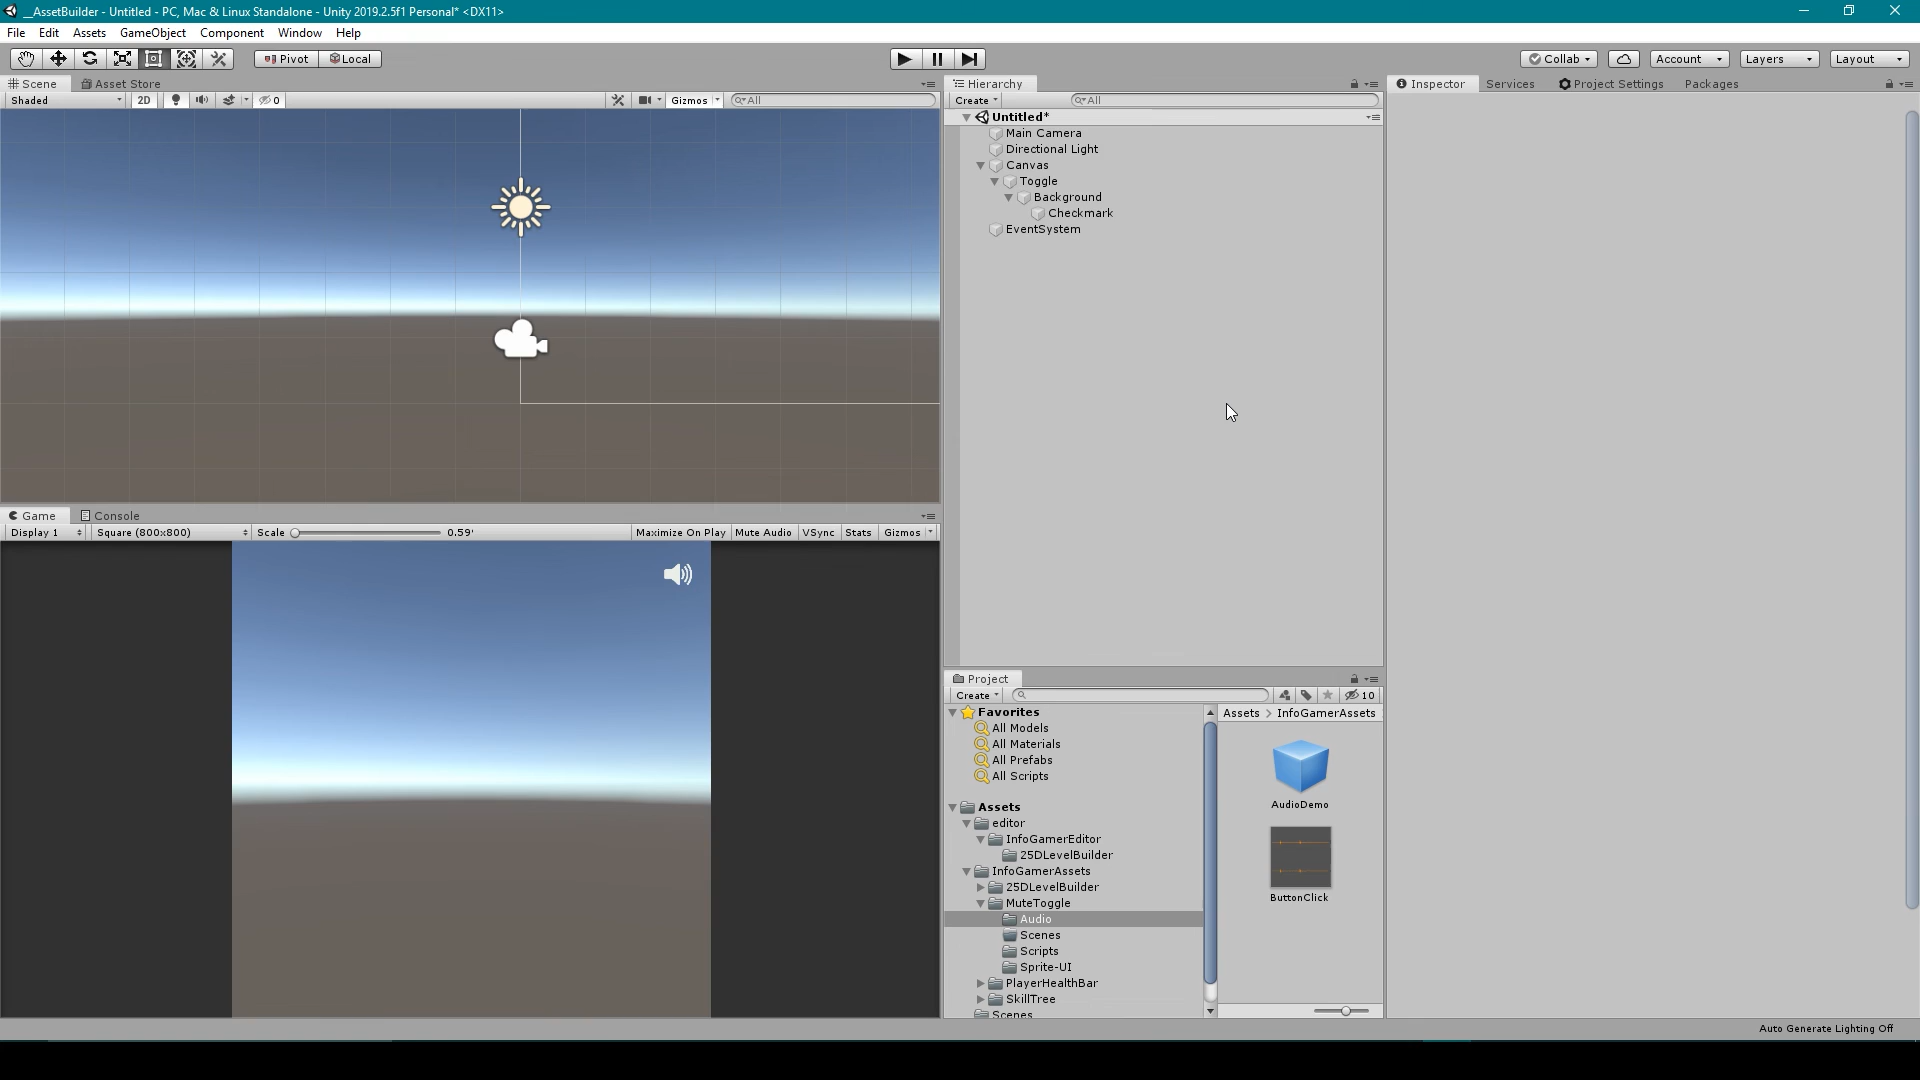 __AssetBuilder - Untitled - PC, Mac & Linux Standalone - Unity 2019.2.5f1 Personal* <DX11>
File Edit Assets GameObject Component Window Help
Pivot Local Collab Account Layers Layout
Scene Asset Store
Shaded 2D 0 Gizmos All
Hierarchy
Create All
Untitled*
Main Camera
Directional Light
Canvas
Toggle
Background
Checkmark
EventSystem
Inspector Services Project Settings Packages
Game Console
Display 1 Square (800x800) Scale 0.59 Maximize On Play Mute Audio VSync Stats Gizmos
Project
Create 10
Favorites
All Models
All Materials
All Prefabs
All Scripts
Assets
editor
InfoGamerEditor
25DLevelBuilder
InfoGamerAssets
25DLevelBuilder
MuteToggle
Audio
Scenes
Scripts
Sprite-UI
PlayerHealthBar
SkillTree
Scenes
Assets > InfoGamerAssets
AudioDemo
ButtonClick
Auto Generate Lighting Off